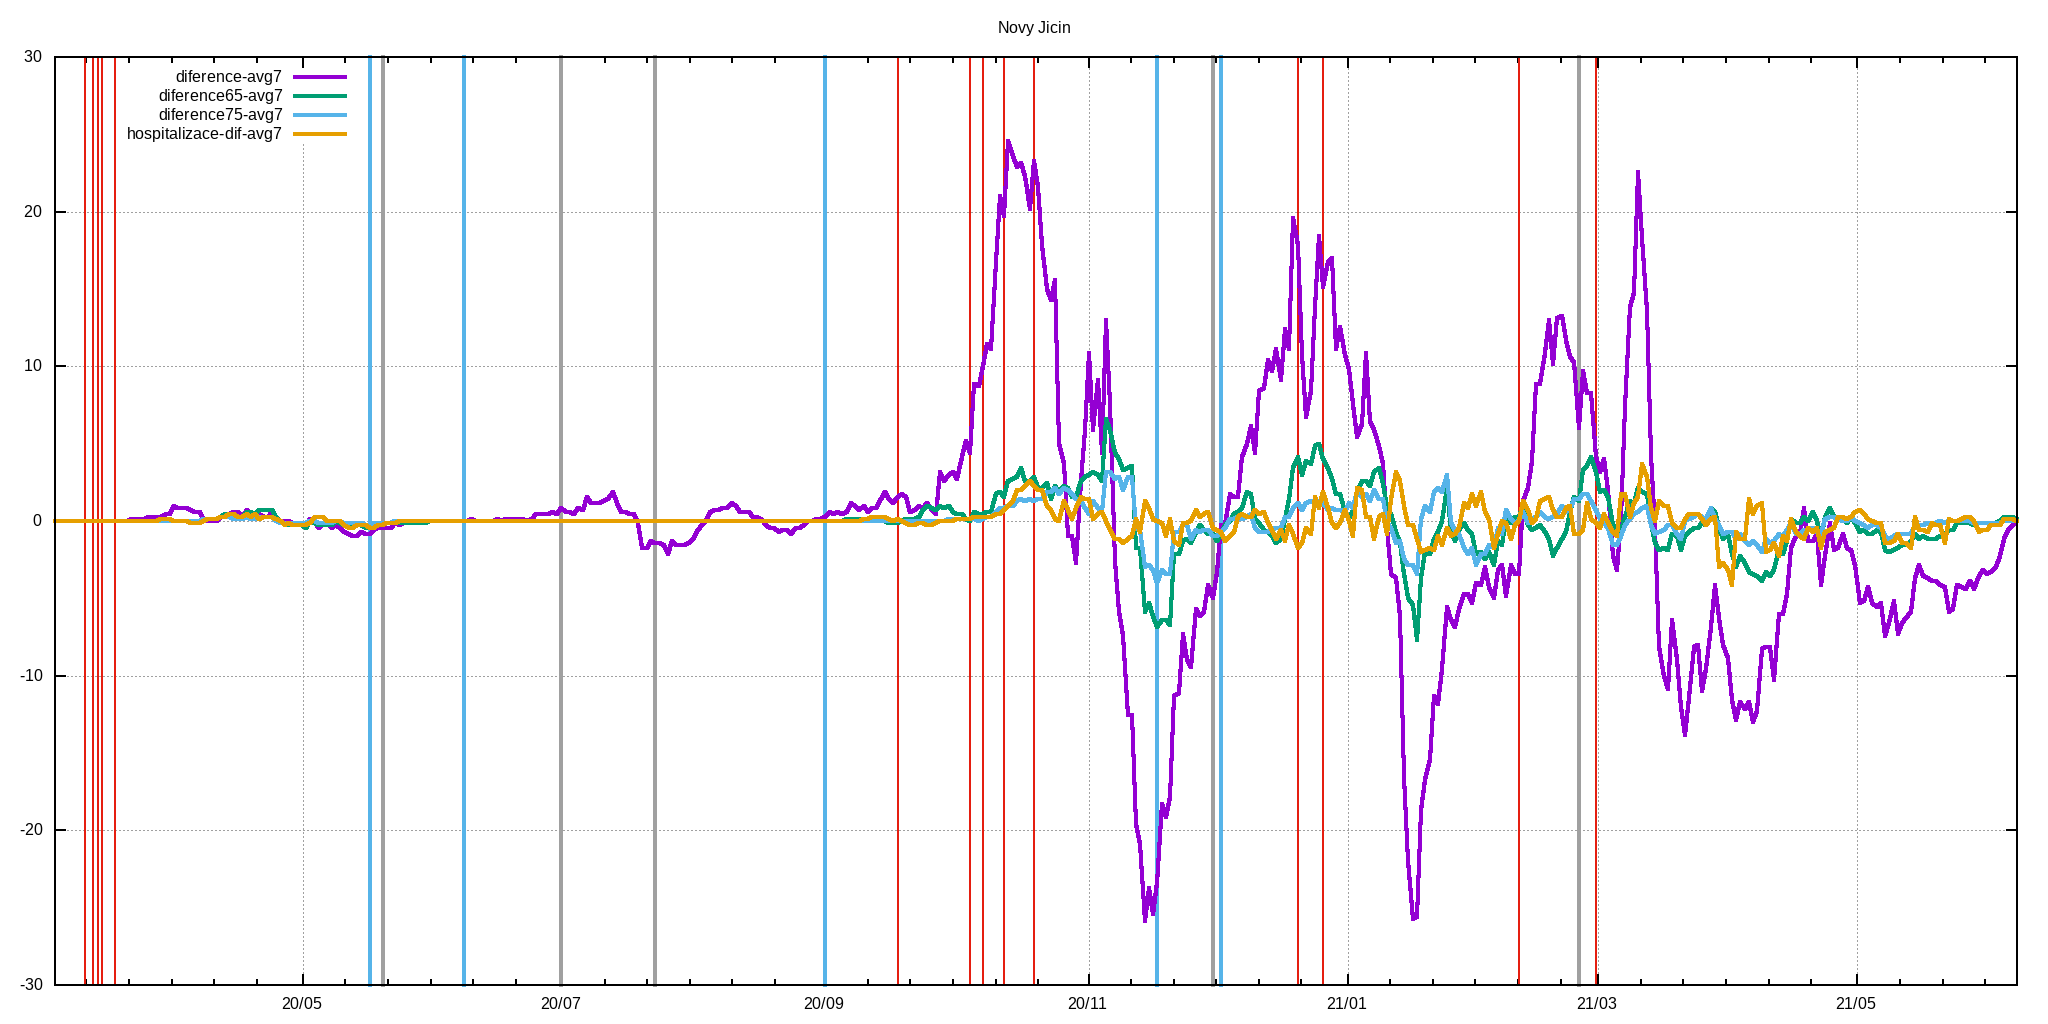 Novy Jicin
30
diference-avg7
diference65-avg7
diference75-avg7
hospitalizace-dif-avg7
20
10
0
-10
-20
-30
20/05 20/07 20/09 20/11 21/01 21/03 21/05